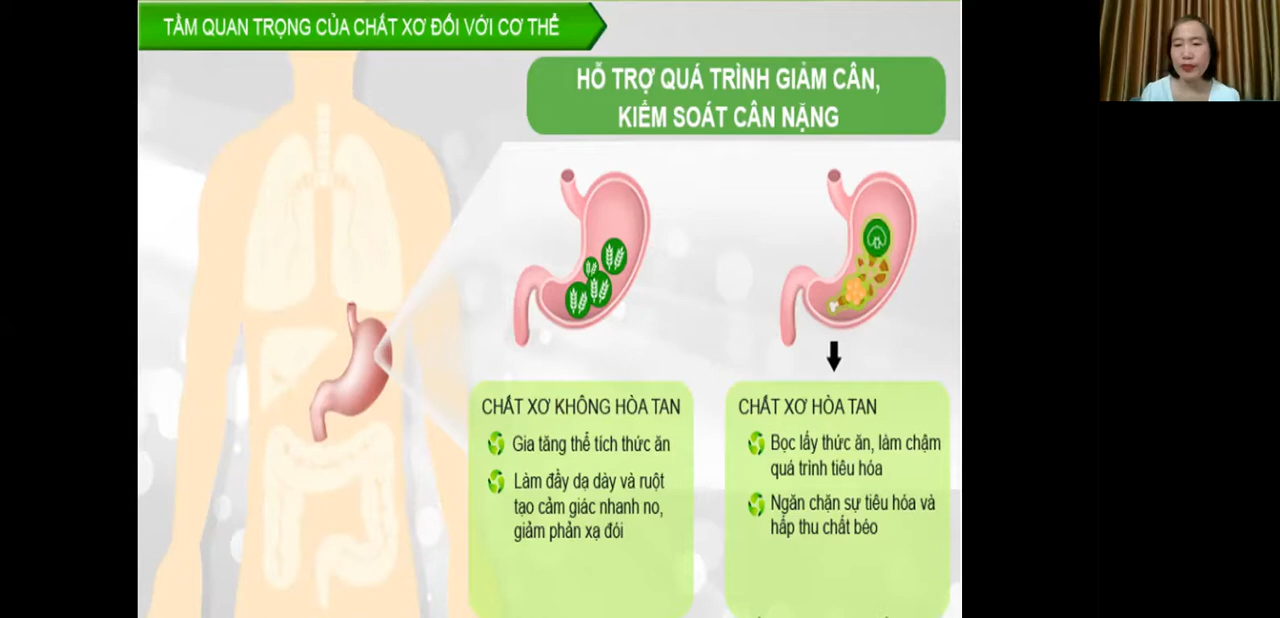 TẦM QUAN TRỌNG CỦA CHẤT XƠ ĐỐI VỚI CƠ THỂ
HỖ TRỢ QUÁ TRÌNH GIẢM CÂN,
KIỂM SOÁT CÂN NẶNG
CHẤT XƠ KHÔNG HÒA TAN
Gia tăng thể tích thức ăn
Làm đầy dạ dày và ruột
tạo cảm giác nhanh no,
giảm phản xạ đói
CHẤT XƠ HÒA TAN
Bọc lấy thức ăn, làm chậm
quá trình tiêu hóa
Ngăn chặn sự tiêu hóa và
hấp thu chất béo